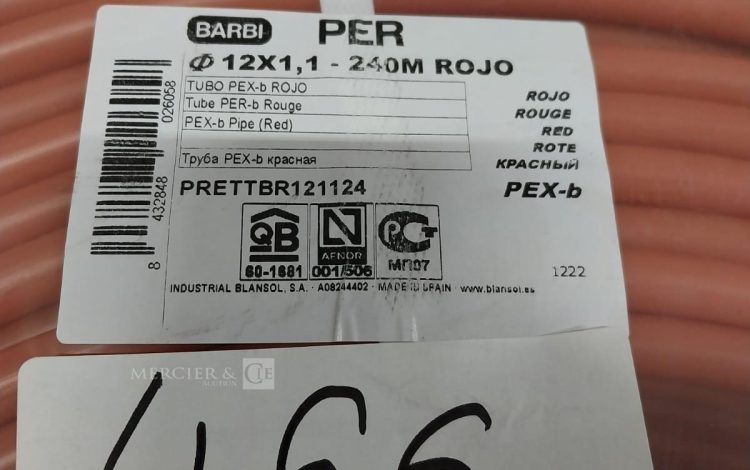 BARBI PER
Φ 12X1,1 - 240M ROJO
TUBO PEX-b ROJO
Tube PER-b Rouge
PEX-b Pipe (Red)
Труба PEX-b красная
ROJO
ROUGE
RED
ROTE
КРАСНЫЙ
PRETTBR121124 PEX-b
8 432848 026058
QB
60-1681
N
AFNOR
001/506
РСТ
МП07
1222
INDUSTRIAL BLANSOL, S.A. · A08244402 · MADE IN SPAIN · www.blansol.es
MERCIER & CIE
AUCTION
466